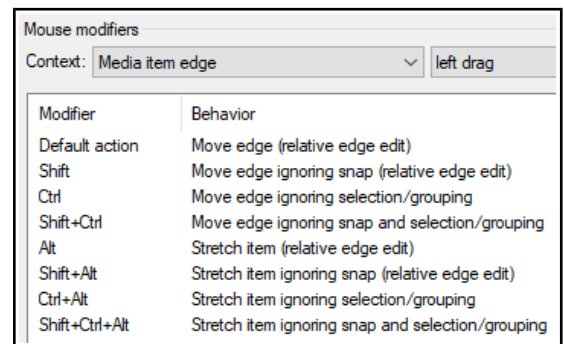 Mouse modifiers
Context: Media item edge left drag
Modifier Behavior
Default action Move edge (relative edge edit)
Shift Move edge ignoring snap (relative edge edit)
Ctrl Move edge ignoring selection/grouping
Shift+Ctrl Move edge ignoring snap and selection/grouping
Alt Stretch item (relative edge edit)
Shift+Alt Stretch item ignoring snap (relative edge edit)
Ctrl+Alt Stretch item ignoring selection/grouping
Shift+Ctrl+Alt Stretch item ignoring snap and selection/grouping